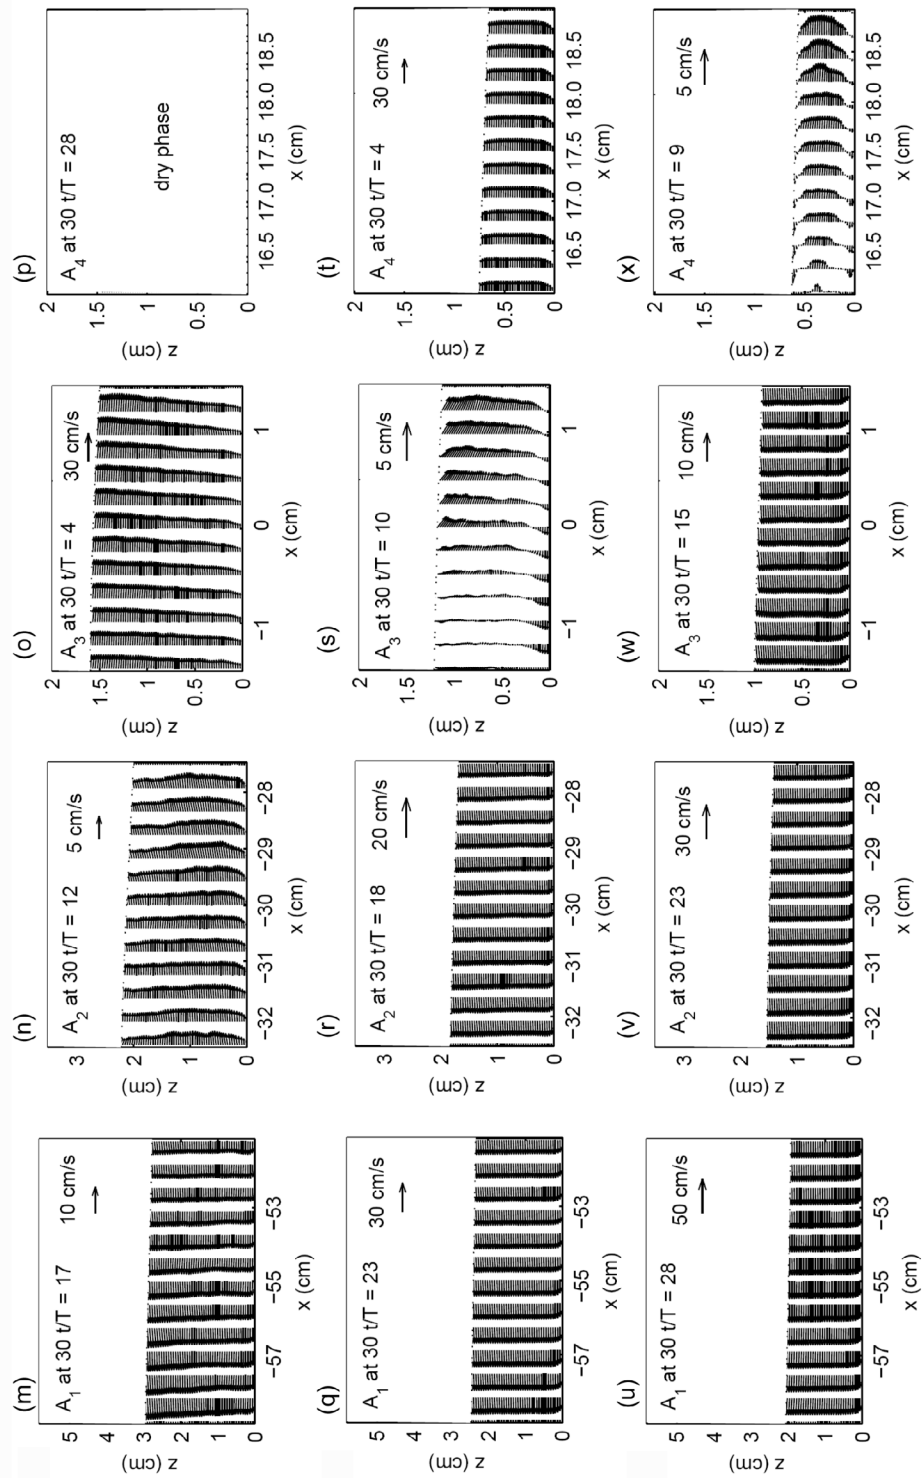 (m)
A1 at 30 t/T = 17
10 cm/s
z (cm)
5
4
3
2
1
0
−57 −55 −53
x (cm)
(n)
A2 at 30 t/T = 12
5 cm/s
z (cm)
3
2
1
0
−32 −31 −30 −29 −28
x (cm)
(o)
A3 at 30 t/T = 4
30 cm/s
z (cm)
2
1.5
1
0.5
0
−1 0 1
x (cm)
(p)
A4 at 30 t/T = 28
dry phase
z (cm)
2
1.5
1
0.5
0
16.5 17.0 17.5 18.0 18.5
x (cm)
(q)
A1 at 30 t/T = 23
30 cm/s
z (cm)
5
4
3
2
1
0
−57 −55 −53
x (cm)
(r)
A2 at 30 t/T = 18
20 cm/s
z (cm)
3
2
1
0
−32 −31 −30 −29 −28
x (cm)
(s)
A3 at 30 t/T = 10
5 cm/s
z (cm)
2
1.5
1
0.5
0
−1 0 1
x (cm)
(t)
A4 at 30 t/T = 4
30 cm/s
z (cm)
2
1.5
1
0.5
0
16.5 17.0 17.5 18.0 18.5
x (cm)
(u)
A1 at 30 t/T = 28
50 cm/s
z (cm)
5
4
3
2
1
0
−57 −55 −53
x (cm)
(v)
A2 at 30 t/T = 23
30 cm/s
z (cm)
3
2
1
0
−32 −31 −30 −29 −28
x (cm)
(w)
A3 at 30 t/T = 15
10 cm/s
z (cm)
2
1.5
1
0.5
0
−1 0 1
x (cm)
(x)
A4 at 30 t/T = 9
5 cm/s
z (cm)
2
1.5
1
0.5
0
16.5 17.0 17.5 18.0 18.5
x (cm)